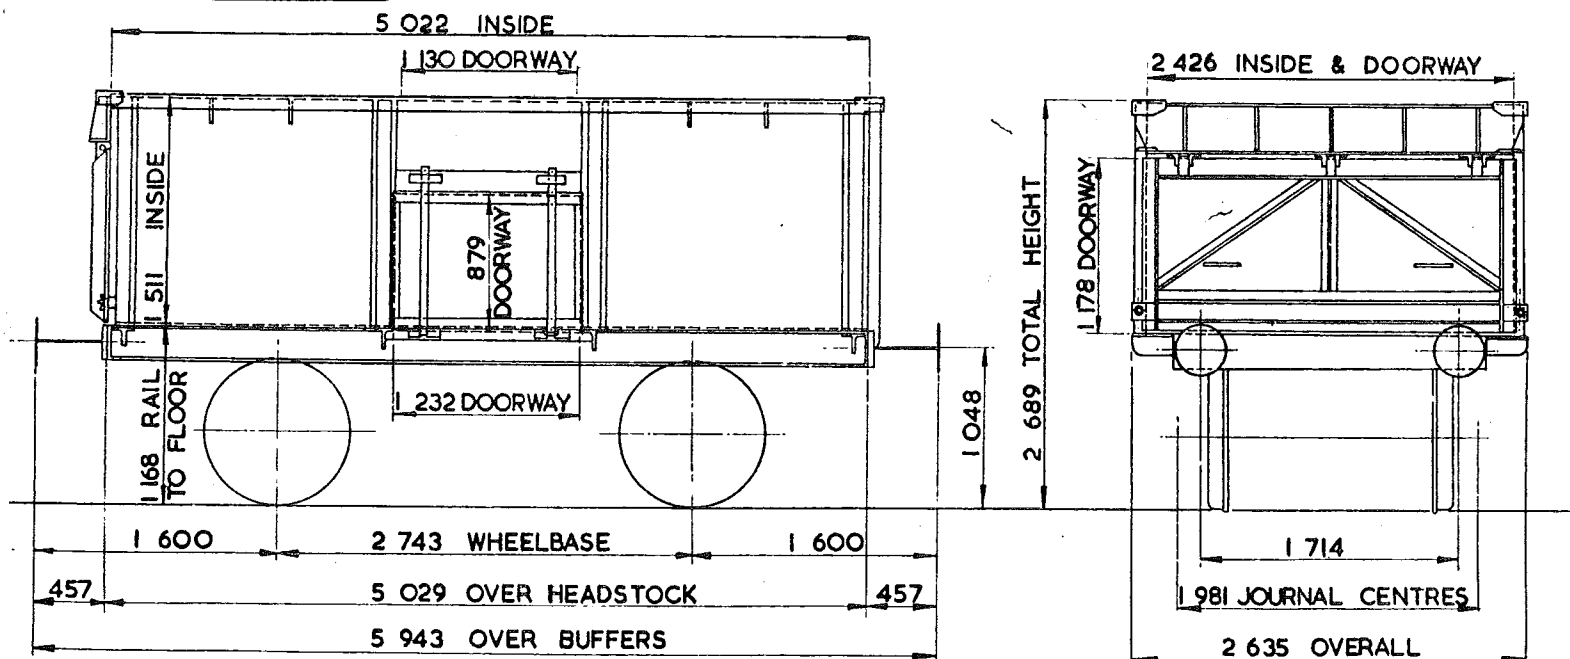 5 022 INSIDE
1 130 DOORWAY
2 426 INSIDE & DOORWAY
1 511 INSIDE
879
DOORWAY
2 689 TOTAL HEIGHT
1 178 DOORWAY
1 168 RAIL
TO FLOOR
1 232 DOORWAY
1 048
1 600
2 743 WHEELBASE
1 600
1 714
457
5 029 OVER HEADSTOCK
457
1 981 JOURNAL CENTRES
5 943 OVER BUFFERS
2 635 OVERALL